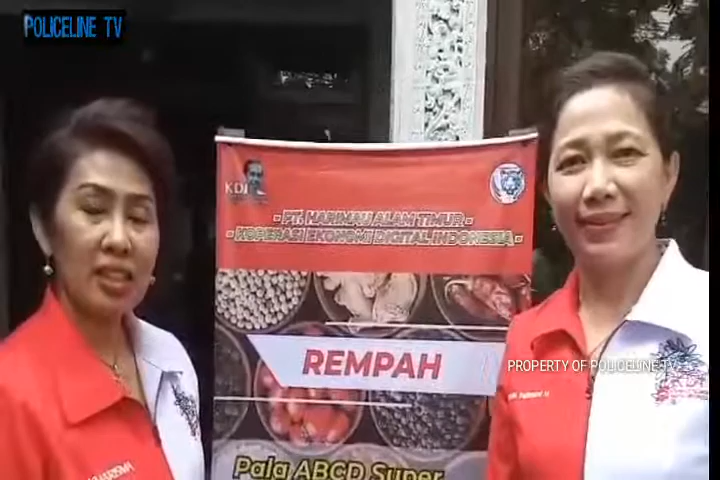 POLICELINE TV
KDI
- PT. HARIMAU ALAM TIMUR -
- KOPERASI EKONOMI DIGITAL INDONESIA -
REMPAH
PROPERTY OF POLICELINE TV
Pala ABCD Super